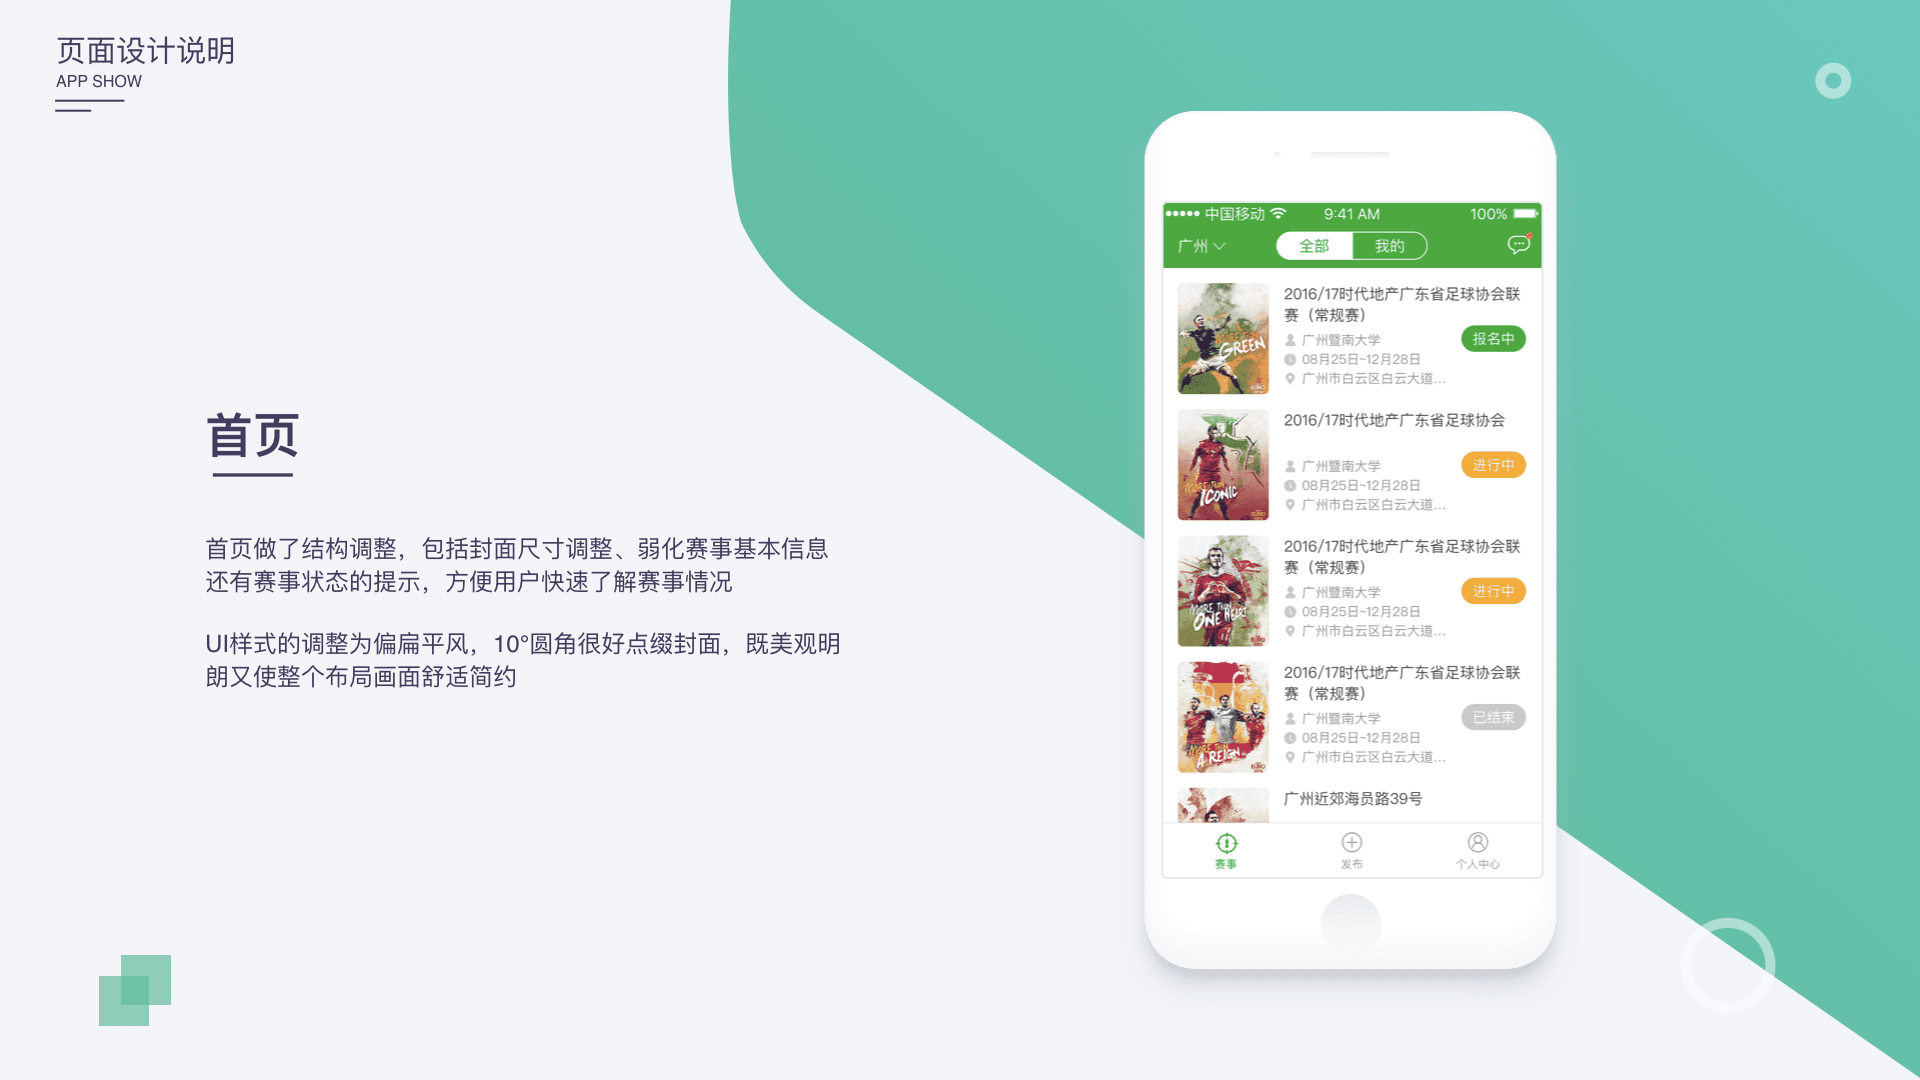 页面设计说明
APP SHOW
首页
首页做了结构调整，包括封面尺寸调整、弱化赛事基本信息
还有赛事状态的提示，方便用户快速了解赛事情况
UI样式的调整为偏扁平风，10°圆角很好点缀封面，既美观明
朗又使整个布局画面舒适简约
中国移动 9:41 AM 100%
广州 全部 我的
MORE THAN
GREEN
2016/17时代地产广东省足球协会联
赛（常规赛）
广州暨南大学
报名中
08月25日~12月28日
广州市白云区白云大道...
MORE THAN
ICONIC
2016/17时代地产广东省足球协会
广州暨南大学
进行中
08月25日~12月28日
广州市白云区白云大道...
MORE THAN
ONE HEART
2016/17时代地产广东省足球协会联
赛（常规赛）
广州暨南大学
进行中
08月25日~12月28日
广州市白云区白云大道...
MORE THAN
A REIGN
2016/17时代地产广东省足球协会联
赛（常规赛）
广州暨南大学
已结束
08月25日~12月28日
广州市白云区白云大道...
广州近郊海员路39号
赛事 发布 个人中心